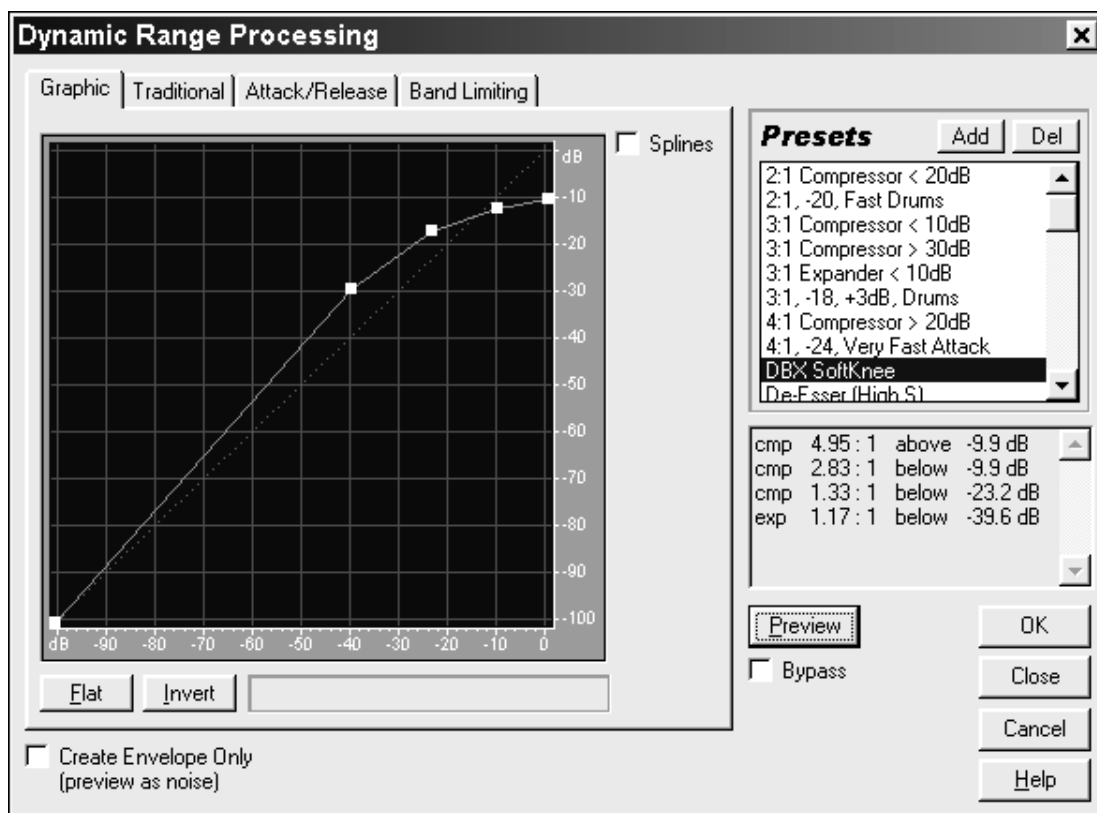 Dynamic Range Processing
Graphic Traditional Attack/Release Band Limiting
Splines
dB
-10
-20
-30
-40
-50
-60
-70
-80
-90
-100
dB -90 -80 -70 -60 -50 -40 -30 -20 -10 0
Flat Invert
Create Envelope Only
(preview as noise)
Presets Add Del
2:1 Compressor < 20dB
2:1, -20, Fast Drums
3:1 Compressor < 10dB
3:1 Compressor > 30dB
3:1 Expander < 10dB
3:1, -18, +3dB, Drums
4:1 Compressor > 20dB
4:1, -24, Very Fast Attack
DBX SoftKnee
De-Esser (High S)
cmp 4.95 : 1 above -9.9 dB
cmp 2.83 : 1 below -9.9 dB
cmp 1.33 : 1 below -23.2 dB
exp 1.17 : 1 below -39.6 dB
Preview OK
Bypass Close
Cancel
Help